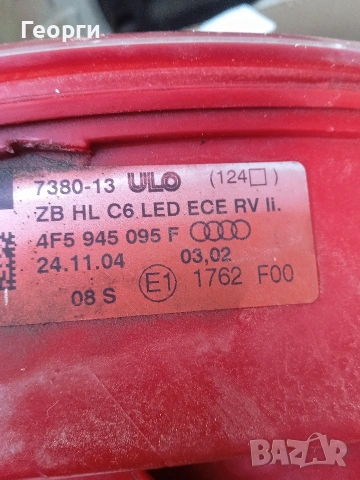 Георги
7380-13 ULO (124□)
ZB HL C6 LED ECE RV li.
4F5 945 095 F
24.11.04 03,02
08 S E1 1762 F00
BAZAR